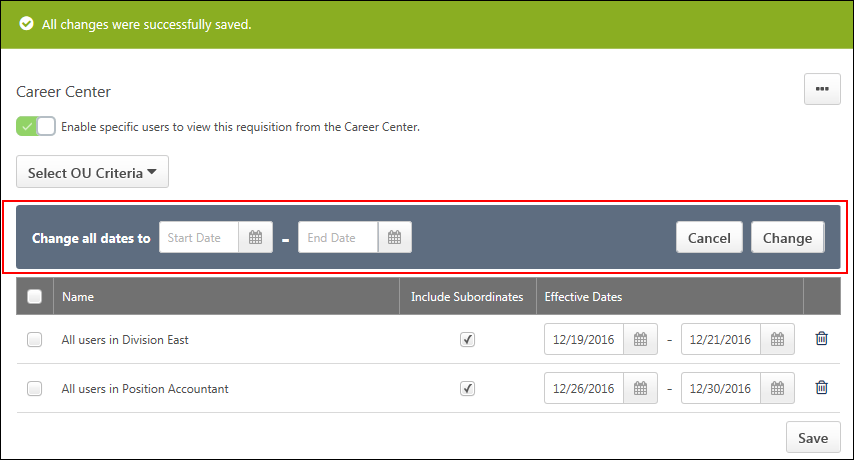 All changes were successfully saved.
Career Center
Enable specific users to view this requisition from the Career Center.
Select OU Criteria
Change all dates to Start Date - End Date Cancel Change
Name Include Subordinates Effective Dates
All users in Division East 12/19/2016 - 12/21/2016
All users in Position Accountant 12/26/2016 - 12/30/2016
Save